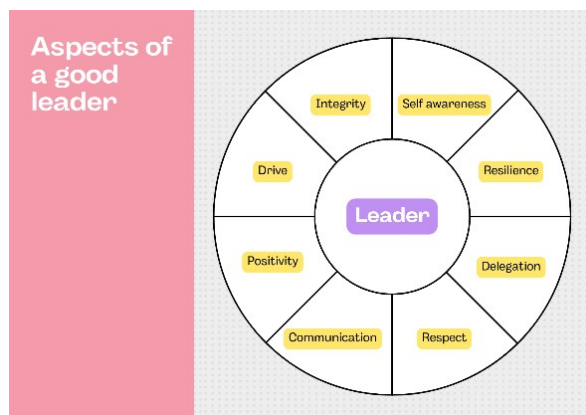 Aspects of
a good
leader
Integrity
Self awareness
Drive
Resilience
Leader
Positivity
Delegation
Communication
Respect